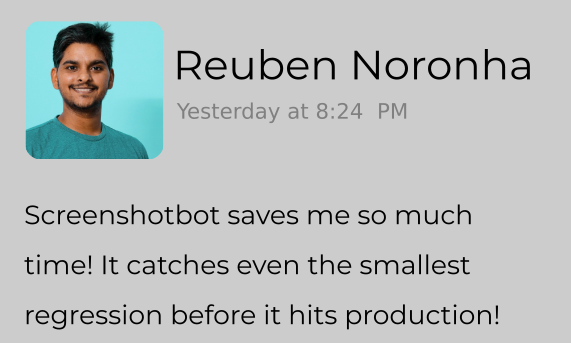 Reuben Noronha
Yesterday at 8:24 PM
Screenshotbot saves me so much
time! It catches even the smallest
regression before it hits production!